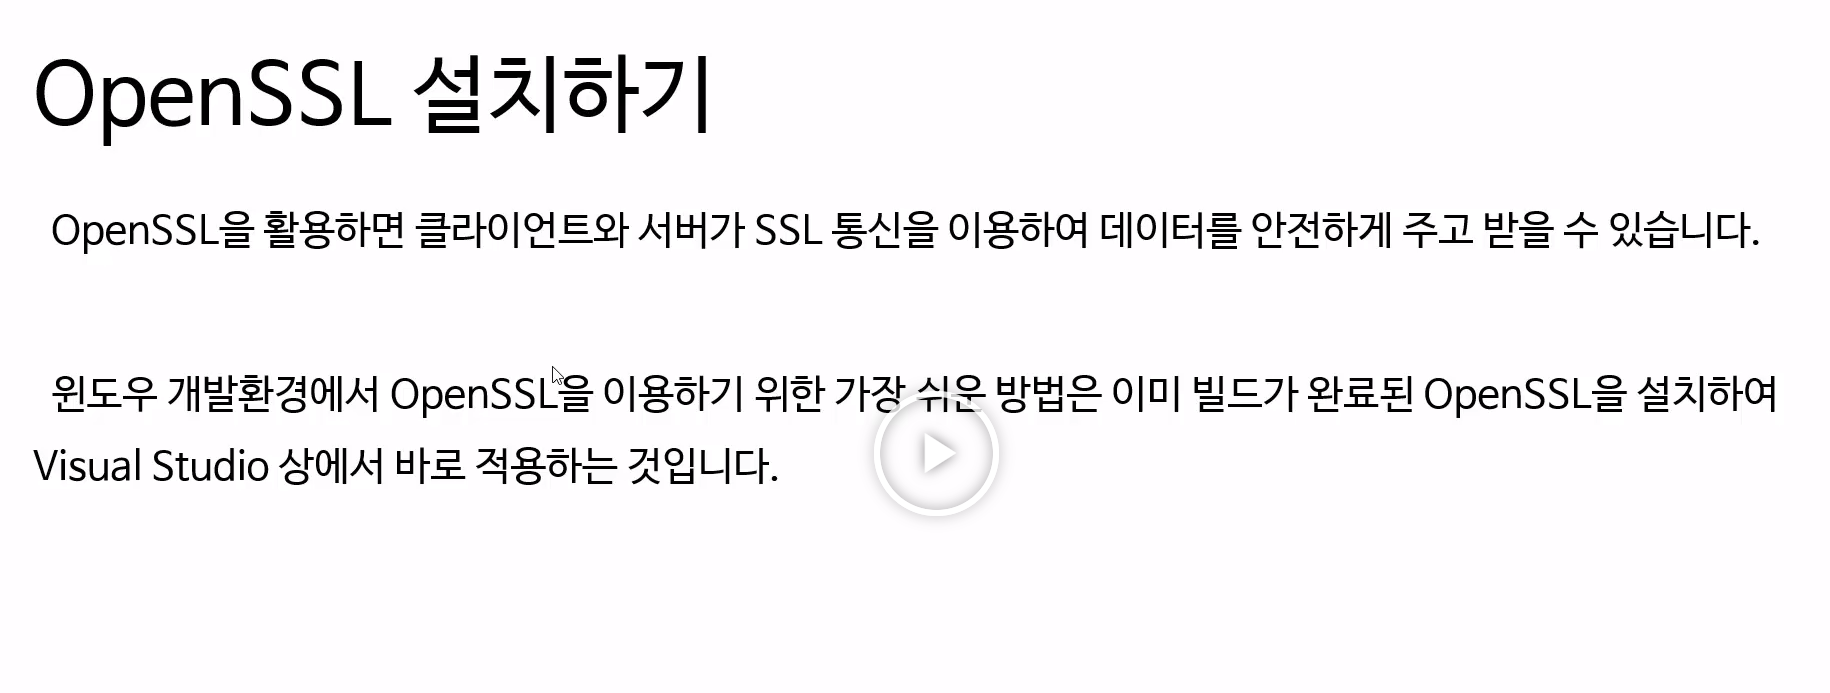 OpenSSL 설치하기
OpenSSL을 활용하면 클라이언트와 서버가 SSL 통신을 이용하여 데이터를 안전하게 주고 받을 수 있습니다.
윈도우 개발환경에서 OpenSSL을 이용하기 위한 가장 쉬운 방법은 이미 빌드가 완료된 OpenSSL을 설치하여
Visual Studio 상에서 바로 적용하는 것입니다.